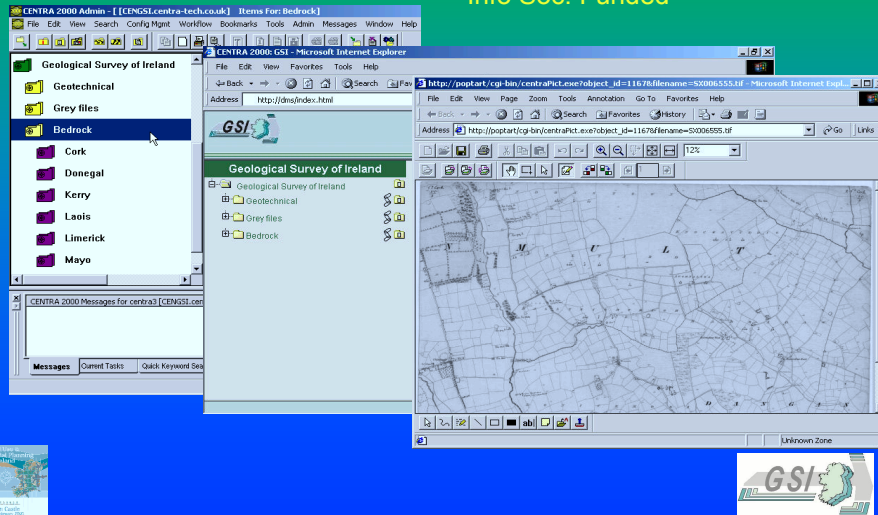 Info Soc. Funded
CENTRA 2000 Admin - [ [CENGSI.centra-tech.co.uk] Items For: Bedrock]
File Edit View Search Config Mgmt Workflow Bookmarks Tools Admin Messages Window Help
Geological Survey of Ireland
Geotechnical
Grey files
Bedrock
Cork
Donegal
Kerry
Laois
Limerick
Mayo
CENTRA 2000 Messages for centra3 [CENGSI.cen
Messages Current Tasks Quick Keyword Sea
CENTRA 2000: GSI - Microsoft Internet Explorer
File Edit View Favorites Tools Help
Back Search Fav
Address http://dms/index.html
GSI
Geological Survey of Ireland
Geological Survey of Ireland
Geotechnical
Grey files
Bedrock
http://poptart/cgi-bin/centraPict.exe?object_id=1167&filename=SX006555.tif - Microsoft Internet Expl...
File Edit View Page Zoom Tools Annotation Go To Favorites Help
Back Search Favorites History
Address http://poptart/cgi-bin/centraPict.exe?object_id=1167&filename=SX006555.tif Go Links
12%
1
M U L T
D A N G A N
ab|
Unknown Zone
GSI